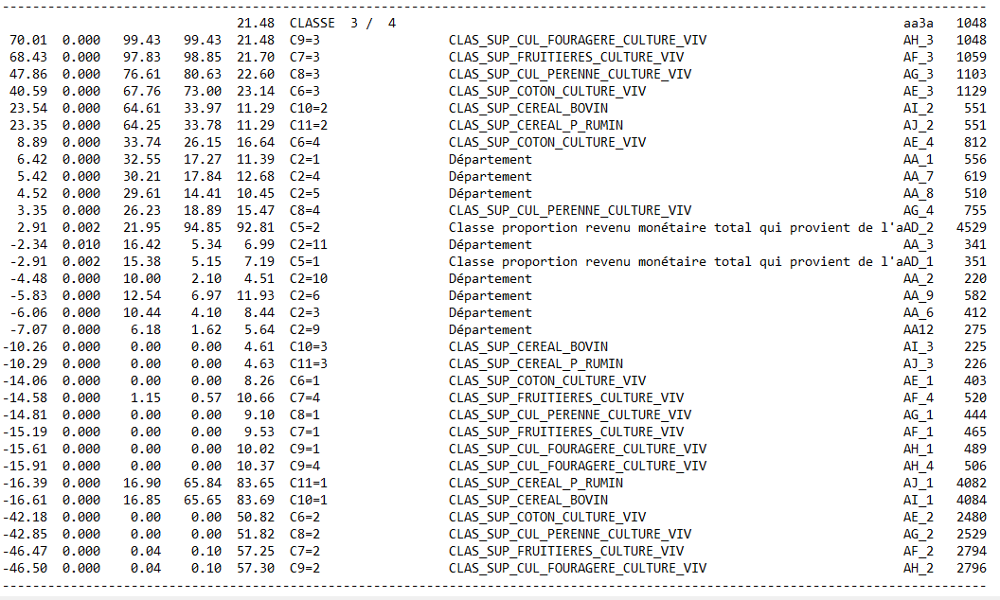 21.48 CLASSE 3 / 4 aa3a 1048
70.01 0.000 99.43 99.43 21.48 C9=3 CLAS_SUP_CUL_FOURAGERE_CULTURE_VIV AH_3 1048
68.43 0.000 97.83 98.85 21.70 C7=3 CLAS_SUP_FRUITIERES_CULTURE_VIV AF_3 1059
47.86 0.000 76.61 80.63 22.60 C8=3 CLAS_SUP_CUL_PERENNE_CULTURE_VIV AG_3 1103
40.59 0.000 67.76 73.00 23.14 C6=3 CLAS_SUP_COTON_CULTURE_VIV AE_3 1129
23.54 0.000 64.61 33.97 11.29 C10=2 CLAS_SUP_CEREAL_BOVIN AI_2 551
23.35 0.000 64.25 33.78 11.29 C11=2 CLAS_SUP_CEREAL_P_RUMIN AJ_2 551
8.89 0.000 33.74 26.15 16.64 C6=4 CLAS_SUP_COTON_CULTURE_VIV AE_4 812
6.42 0.000 32.55 17.27 11.39 C2=1 Département AA_1 556
5.42 0.000 30.21 17.84 12.68 C2=4 Département AA_7 619
4.52 0.000 29.61 14.41 10.45 C2=5 Département AA_8 510
3.35 0.000 26.23 18.89 15.47 C8=4 CLAS_SUP_CUL_PERENNE_CULTURE_VIV AG_4 755
2.91 0.002 21.95 94.85 92.81 C5=2 Classe proportion revenu monétaire total qui provient de l'aAD_2 4529
-2.34 0.010 16.42 5.34 6.99 C2=11 Département AA_3 341
-2.91 0.002 15.38 5.15 7.19 C5=1 Classe proportion revenu monétaire total qui provient de l'aAD_1 351
-4.48 0.000 10.00 2.10 4.51 C2=10 Département AA_2 220
-5.83 0.000 12.54 6.97 11.93 C2=6 Département AA_9 582
-6.06 0.000 10.44 4.10 8.44 C2=3 Département AA_6 412
-7.07 0.000 6.18 1.62 5.64 C2=9 Département AA12 275
-10.26 0.000 0.00 0.00 4.61 C10=3 CLAS_SUP_CEREAL_BOVIN AI_3 225
-10.29 0.000 0.00 0.00 4.63 C11=3 CLAS_SUP_CEREAL_P_RUMIN AJ_3 226
-14.06 0.000 0.00 0.00 8.26 C6=1 CLAS_SUP_COTON_CULTURE_VIV AE_1 403
-14.58 0.000 1.15 0.57 10.66 C7=4 CLAS_SUP_FRUITIERES_CULTURE_VIV AF_4 520
-14.81 0.000 0.00 0.00 9.10 C8=1 CLAS_SUP_CUL_PERENNE_CULTURE_VIV AG_1 444
-15.19 0.000 0.00 0.00 9.53 C7=1 CLAS_SUP_FRUITIERES_CULTURE_VIV AF_1 465
-15.61 0.000 0.00 0.00 10.02 C9=1 CLAS_SUP_CUL_FOURAGERE_CULTURE_VIV AH_1 489
-15.91 0.000 0.00 0.00 10.37 C9=4 CLAS_SUP_CUL_FOURAGERE_CULTURE_VIV AH_4 506
-16.39 0.000 16.90 65.84 83.65 C11=1 CLAS_SUP_CEREAL_P_RUMIN AJ_1 4082
-16.61 0.000 16.85 65.65 83.69 C10=1 CLAS_SUP_CEREAL_BOVIN AI_1 4084
-42.18 0.000 0.00 0.00 50.82 C6=2 CLAS_SUP_COTON_CULTURE_VIV AE_2 2480
-42.85 0.000 0.00 0.00 51.82 C8=2 CLAS_SUP_CUL_PERENNE_CULTURE_VIV AG_2 2529
-46.47 0.000 0.04 0.10 57.25 C7=2 CLAS_SUP_FRUITIERES_CULTURE_VIV AF_2 2794
-46.50 0.000 0.04 0.10 57.30 C9=2 CLAS_SUP_CUL_FOURAGERE_CULTURE_VIV AH_2 2796